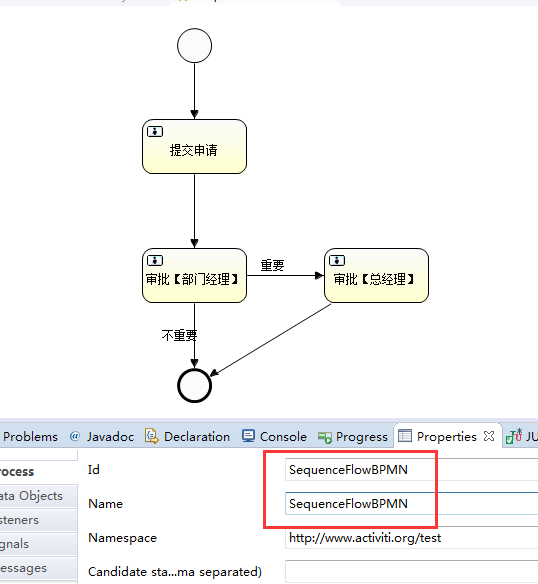 提交申请
审批【部门经理】
重要
审批【总经理】
不重要
Problems
@ Javadoc
Declaration
Console
Progress
Properties
JU
rocess
Id
SequenceFlowBPMN
ata Objects
Name
SequenceFlowBPMN
steners
gnals
Namespace
http://www.activiti.org/test
essages
Candidate sta...ma separated)